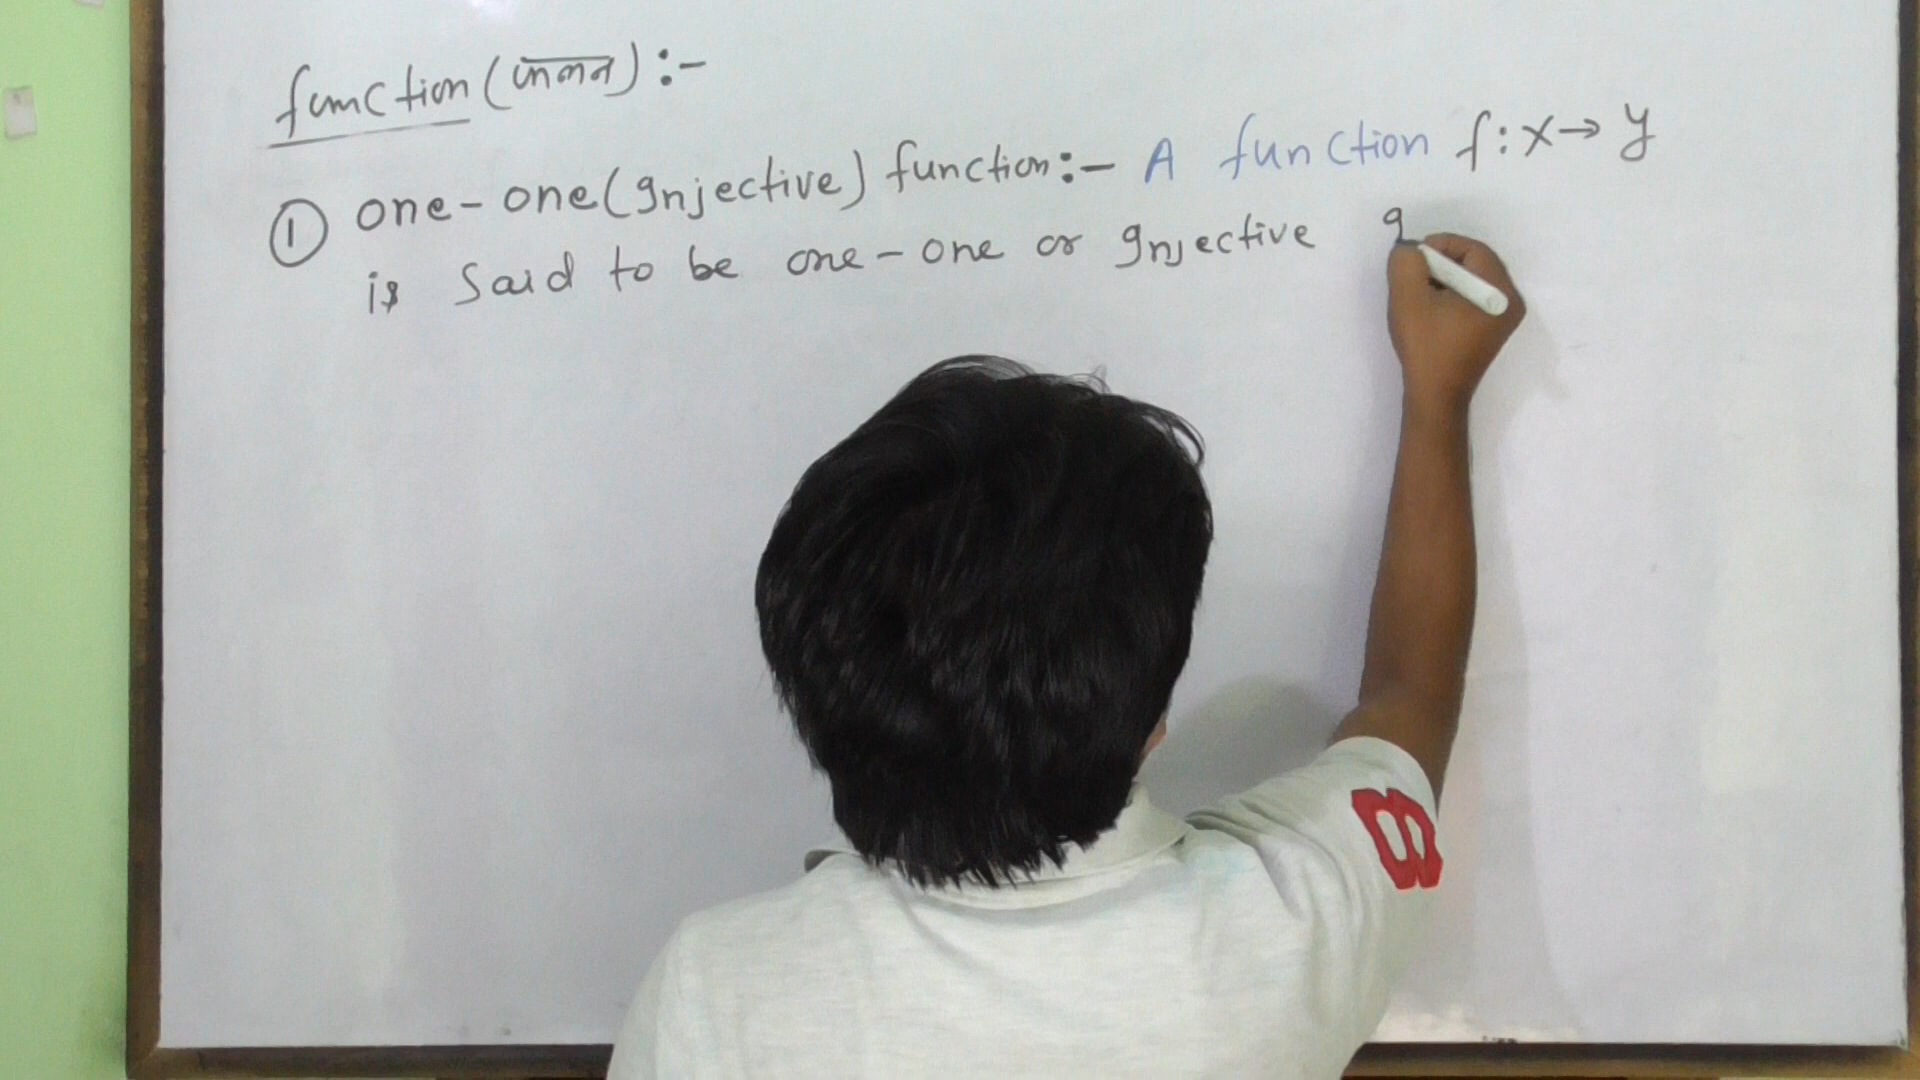 function (फलन) :-
① one-one (Injective) function :- A function f : x → y
is said to be one-one or Injective